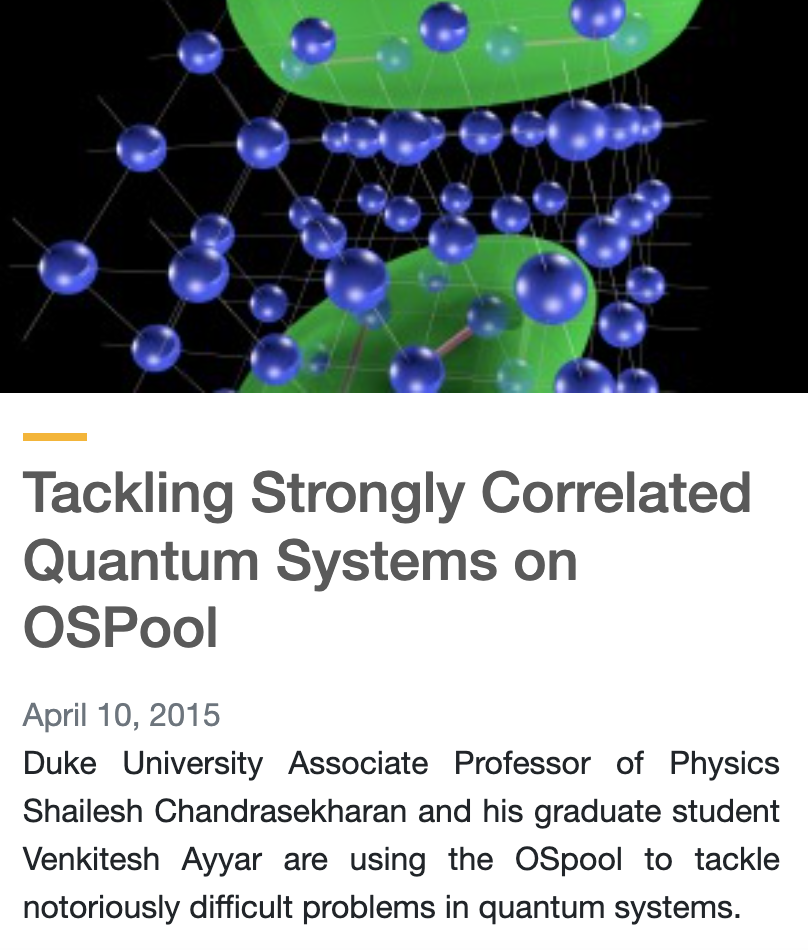 Tackling Strongly Correlated
Quantum Systems on
OSPool
April 10, 2015
Duke University Associate Professor of Physics
Shailesh Chandrasekharan and his graduate student
Venkitesh Ayyar are using the OSpool to tackle
notoriously difficult problems in quantum systems.